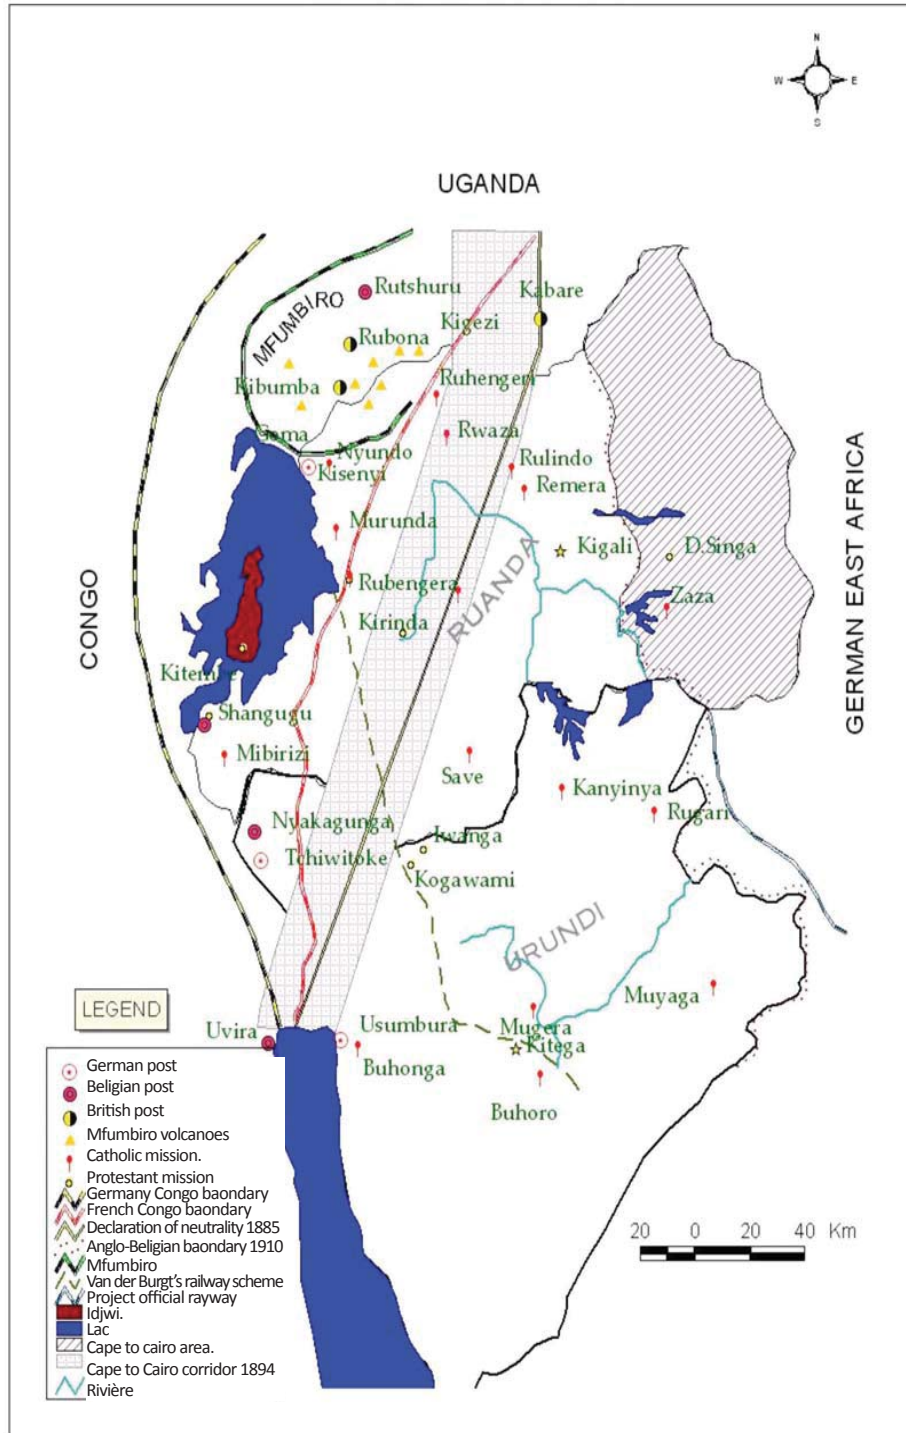 N
W E
S
UGANDA
MFUMBIRO
Rutshuru
Kabare
Kigezi
Rubona
Kibumba
Ruhengeri
Goma
Rwaza
Nyundo
Kisenyi
Rulindo
Remera
Murunda
Kigali
D.Singa
Rubengera
RUANDA
Zaza
Kirinda
CONGO
GERMAN EAST AFRICA
Kitembe
Shangugu
Mibirizi
Save
Kanyinya
Rugari
Nyakagunga
Tchiwitoke
Iwanga
Kogawami
URUNDI
Muyaga
LEGEND
Uvira
Usumbura
Mugera
Kitega
Buhonga
Buhoro
German post
Beligian post
British post
Mfumbiro volcanoes
Catholic mission.
Protestant mission
Germany Congo baondary
French Congo baondary
Declaration of neutrality 1885
Anglo-Beligian baondary 1910
Mfumbiro
Van der Burgt's railway scheme
Project official rayway
Idjwi.
Lac
Cape to cairo area.
Cape to Cairo corridor 1894
Rivière
20 0 20 40 Km